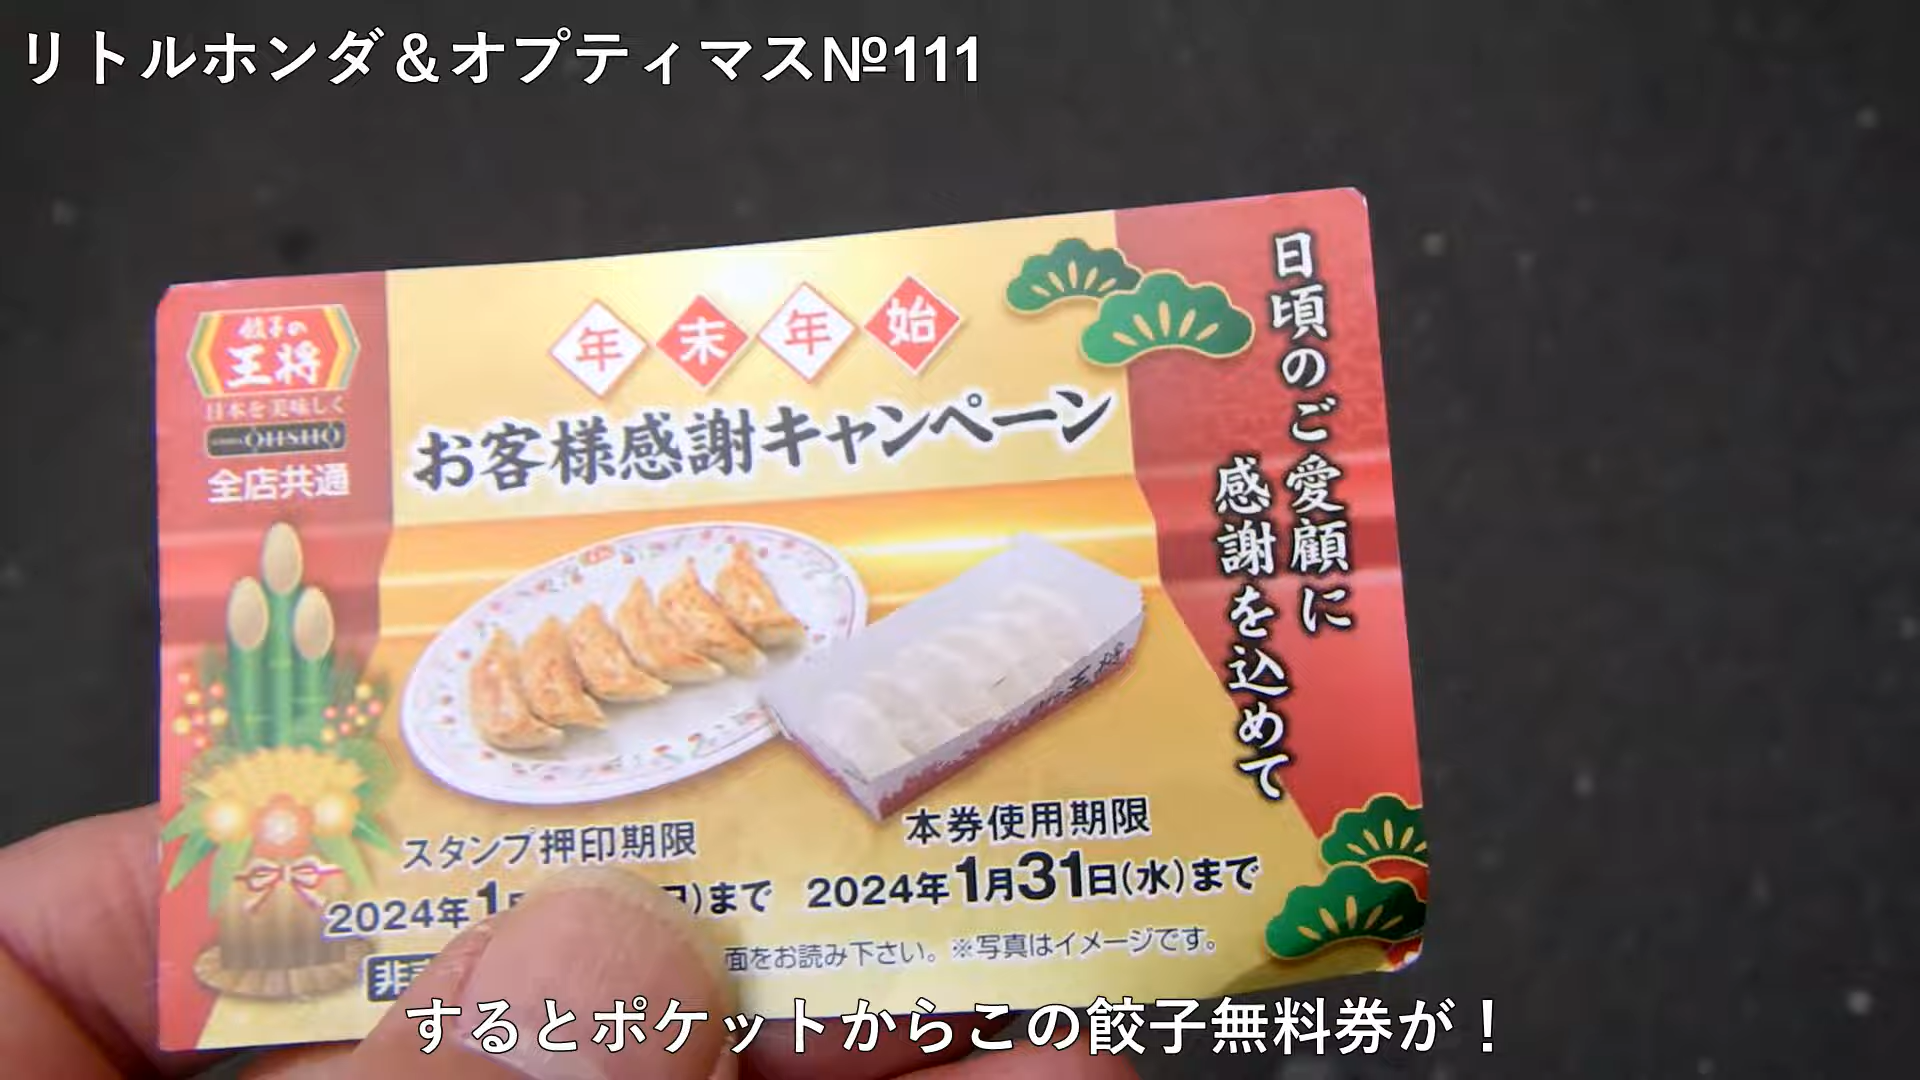 リトルホンダ＆オプティマス№111
餃子の
王将
日本を美味しく
OHSHO
全店共通
年末年始
お客様感謝キャンペーン
日頃のご愛顧に
感謝を込めて
スタンプ押印期限
2024年1月
)まで
本券使用期限
2024年1月31日(水)まで
非
面をお読み下さい。※写真はイメージです。
するとポケットからこの餃子無料券が！